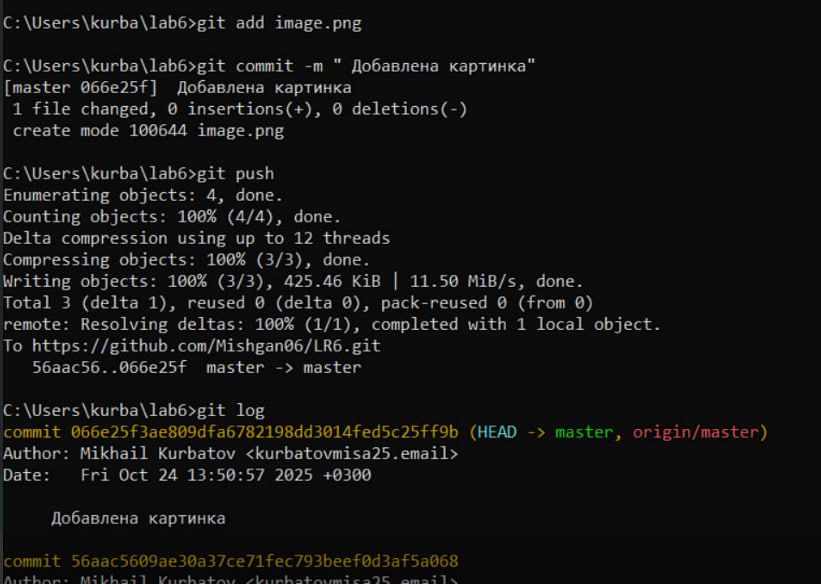 C:\Users\kurba\lab6>git add image.png
C:\Users\kurba\lab6>git commit -m " Добавлена картинка"
[master 066e25f]  Добавлена картинка
 1 file changed, 0 insertions(+), 0 deletions(-)
 create mode 100644 image.png
C:\Users\kurba\lab6>git push
Enumerating objects: 4, done.
Counting objects: 100% (4/4), done.
Delta compression using up to 12 threads
Compressing objects: 100% (3/3), done.
Writing objects: 100% (3/3), 425.46 KiB | 11.50 MiB/s, done.
Total 3 (delta 1), reused 0 (delta 0), pack-reused 0 (from 0)
remote: Resolving deltas: 100% (1/1), completed with 1 local object.
To https://github.com/Mishgan06/LR6.git
   56aac56..066e25f  master -> master
C:\Users\kurba\lab6>git log
commit 066e25f3ae809dfa6782198dd3014fed5c25ff9b (HEAD -> master, origin/master)
Author: Mikhail Kurbatov <kurbatovmisa25.email>
Date:   Fri Oct 24 13:50:57 2025 +0300
     Добавлена картинка
commit 56aac5609ae30a37ce71fec793beef0d3af5a068
Author: Mikhail Kurbatov <kurbatovmisa25.email>